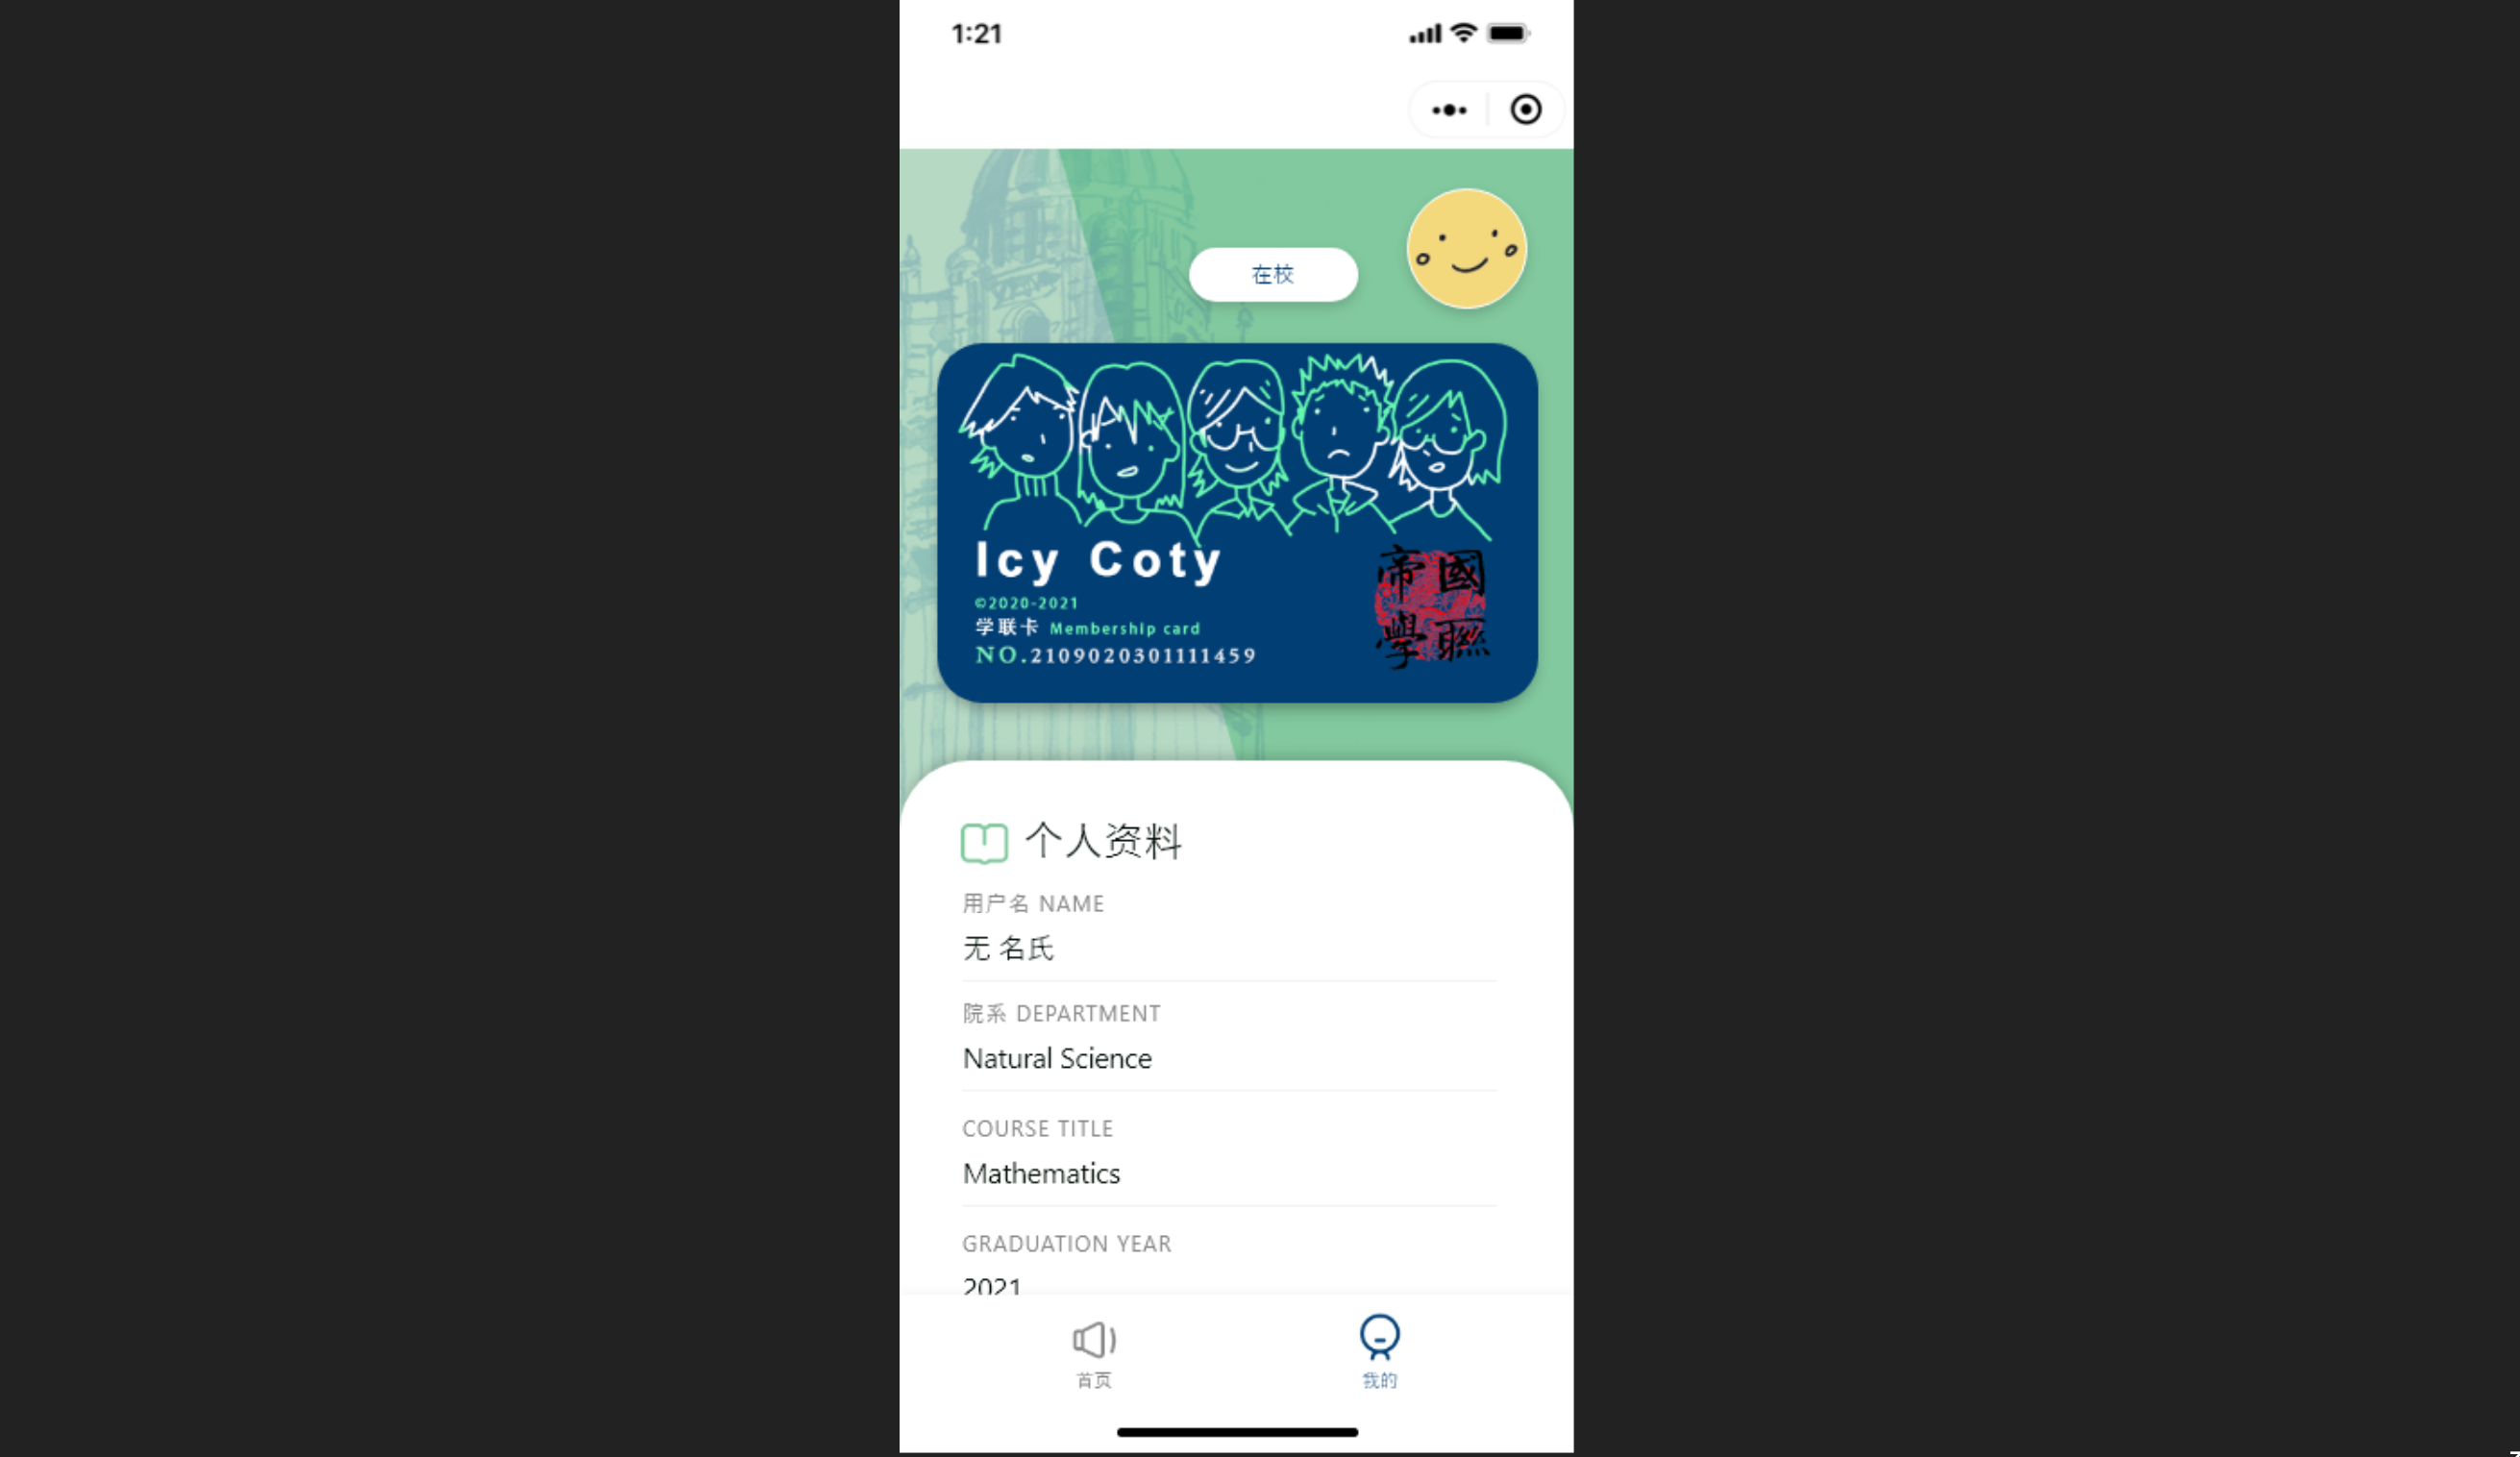 1:21
在校
Icy Coty
©2020-2021
学联卡 Membership card
NO.2109020301111459
帝國
學聯
个人资料
用户名 NAME
无 名氏
院系 DEPARTMENT
Natural Science
COURSE TITLE
Mathematics
GRADUATION YEAR
2021
首页
我的